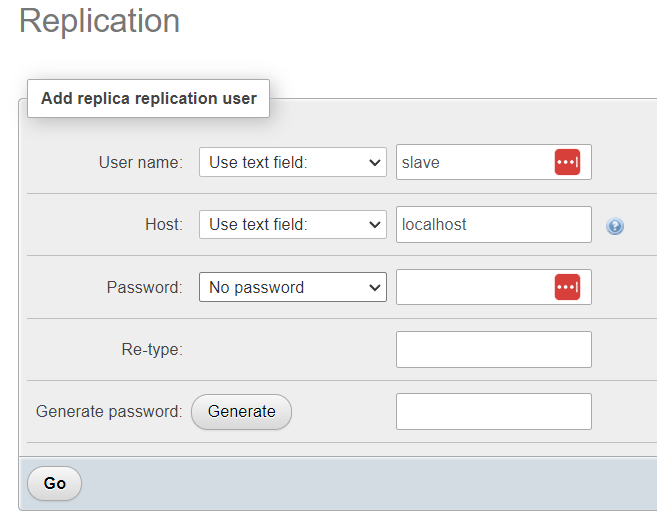 Replication
Add replica replication user
User name: Use text field: slave
Host: Use text field: localhost
Password: No password
Re-type:
Generate password: Generate
Go